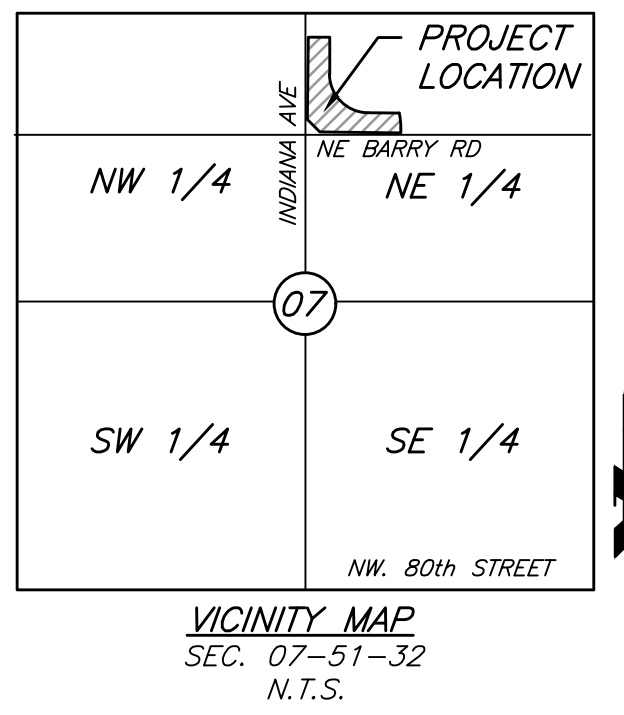 PROJECT
LOCATION
INDIANA AVE
NE BARRY RD
NW 1/4
NE 1/4
07
SW 1/4
SE 1/4
NW. 80th STREET
VICINITY MAP
SEC. 07-51-32
N.T.S.